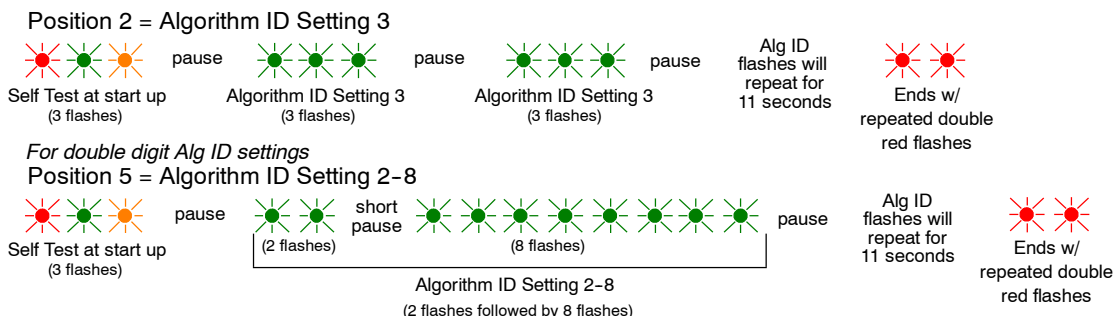 Position 2 = Algorithm ID Setting 3
pause
pause
pause
Alg ID
flashes will
repeat for
11 seconds
Self Test at start up
(3 flashes)
Algorithm ID Setting 3
(3 flashes)
Algorithm ID Setting 3
(3 flashes)
Ends w/
repeated double
red flashes
For double digit Alg ID settings
Position 5 = Algorithm ID Setting 2-8
pause
short
pause
pause
Alg ID
flashes will
repeat for
11 seconds
Self Test at start up
(3 flashes)
(2 flashes)
(8 flashes)
Ends w/
repeated double
red flashes
Algorithm ID Setting 2-8
(2 flashes followed by 8 flashes)